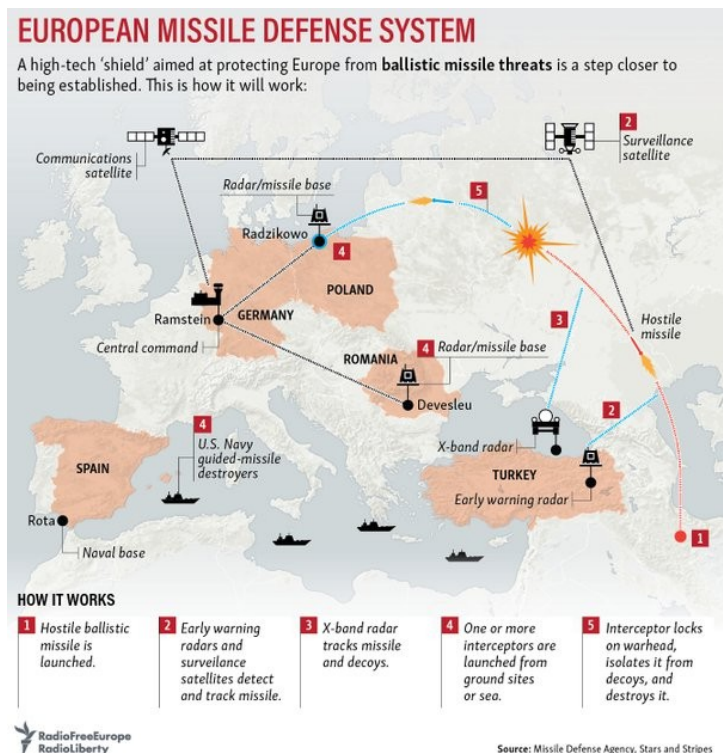 EUROPEAN MISSILE DEFENSE SYSTEM
A high-tech ‘shield’ aimed at protecting Europe from ballistic missile threats is a step closer to
being established. This is how it will work:
Communications
satellite
2
Surveillance
satellite
Radar/missile base
5
Radzikowo
4
POLAND
Ramstein
GERMANY
Central command
3
Hostile
missile
ROMANIA
4
Radar/missile base
Devesleu
2
4
U.S. Navy
guided-missile
destroyers
X-band radar
SPAIN
TURKEY
Early warning radar
Rota
Naval base
1
HOW IT WORKS
1 Hostile ballistic
missile is
launched.
2 Early warning
radars and
surveilance
satellites detect
and track missile.
3 X-band radar
tracks missile
and decoys.
4 One or more
interceptors are
launched from
ground sites
or sea.
5 Interceptor locks
on warhead,
isolates it from
decoys, and
destroys it.
RadioFreeEurope
RadioLiberty
Source: Missile Defense Agency, Stars and Stripes